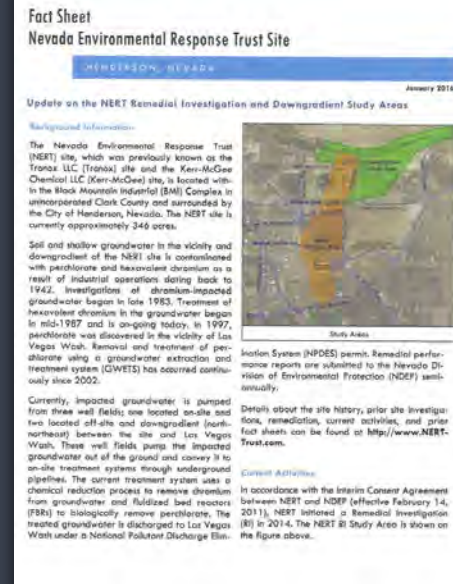 Fact Sheet
Nevada Environmental Response Trust Site
HENDERSON, NEVADA
January 2016
Update on the NERT Remedial Investigation and Downgradient Study Areas
Background Information
The Nevada Environmental Response Trust
(NERT) site, which was previously known as the
Tronox LLC (Tronox) site and the Kerr-McGee
Chemical LLC (Kerr-McGee) site, is located with-
in the Black Mountain Industrial (BMI) Complex in
unincorporated Clark County and surrounded by
the City of Henderson, Nevada. The NERT site is
currently approximately 346 acres.
Soil and shallow groundwater in the vicinity and
downgradient of the NERT site is contaminated
with perchlorate and hexavalent chromium as a
result of industrial operations dating back to
1942. Investigations of chromium-impacted
groundwater began in late 1983. Treatment of
hexavalent chromium in the groundwater began
in mid-1987 and is on-going today. In 1997,
perchlorate was discovered in the vicinity of Las
Vegas Wash. Removal and treatment of per-
chlorate using a groundwater extraction and
treatment system (GWETS) has occurred continu-
ously since 2002.
Currently, impacted groundwater is pumped
from three well fields; one located on-site and
two located off-site and downgradient (north-
northeast) between the site and Las Vegas
Wash. These well fields pump the impacted
groundwater out of the ground and convey it to
on-site treatment systems through underground
pipelines. The current treatment system uses a
chemical reduction process to remove chromium
from groundwater and fluidized bed reactors
(FBRs) to biologically remove perchlorate. The
treated groundwater is discharged to Las Vegas
Wash under a National Pollutant Discharge Elim-
Study Areas
ination System (NPDES) permit. Remedial perfor-
mance reports are submitted to the Nevada Di-
vision of Environmental Protection (NDEP) semi-
annually.
Details about the site history, prior site investiga-
tions, remediation, current activities, and prior
fact sheets can be found at http://www.NERT-
Trust.com.
Current Activities
In accordance with the Interim Consent Agreement
between NERT and NDEP (effective February 14,
2011), NERT initiated a Remedial Investigation
(RI) in 2014. The NERT RI Study Area is shown on
the figure above.